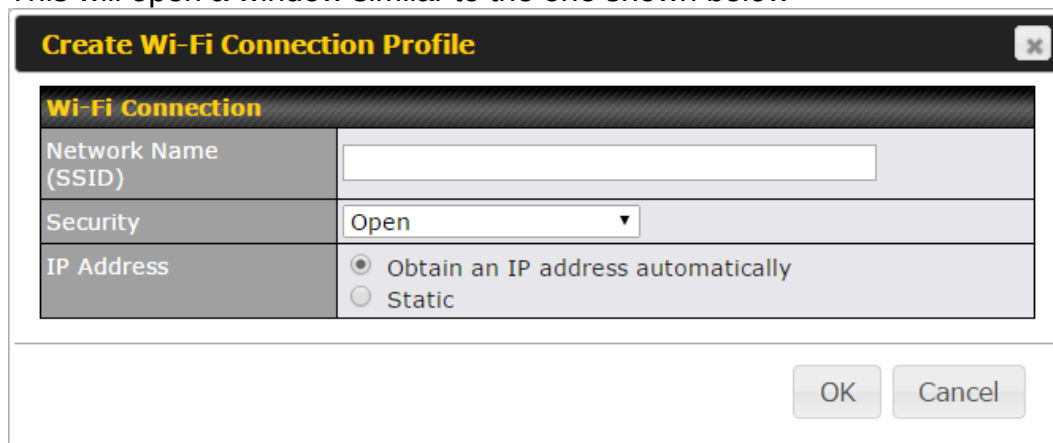 This will open a window similar to the one shown below
Create Wi-Fi Connection Profile
Wi-Fi Connection
Network Name
(SSID)
Security
Open
IP Address
Obtain an IP address automatically
Static
OK
Cancel